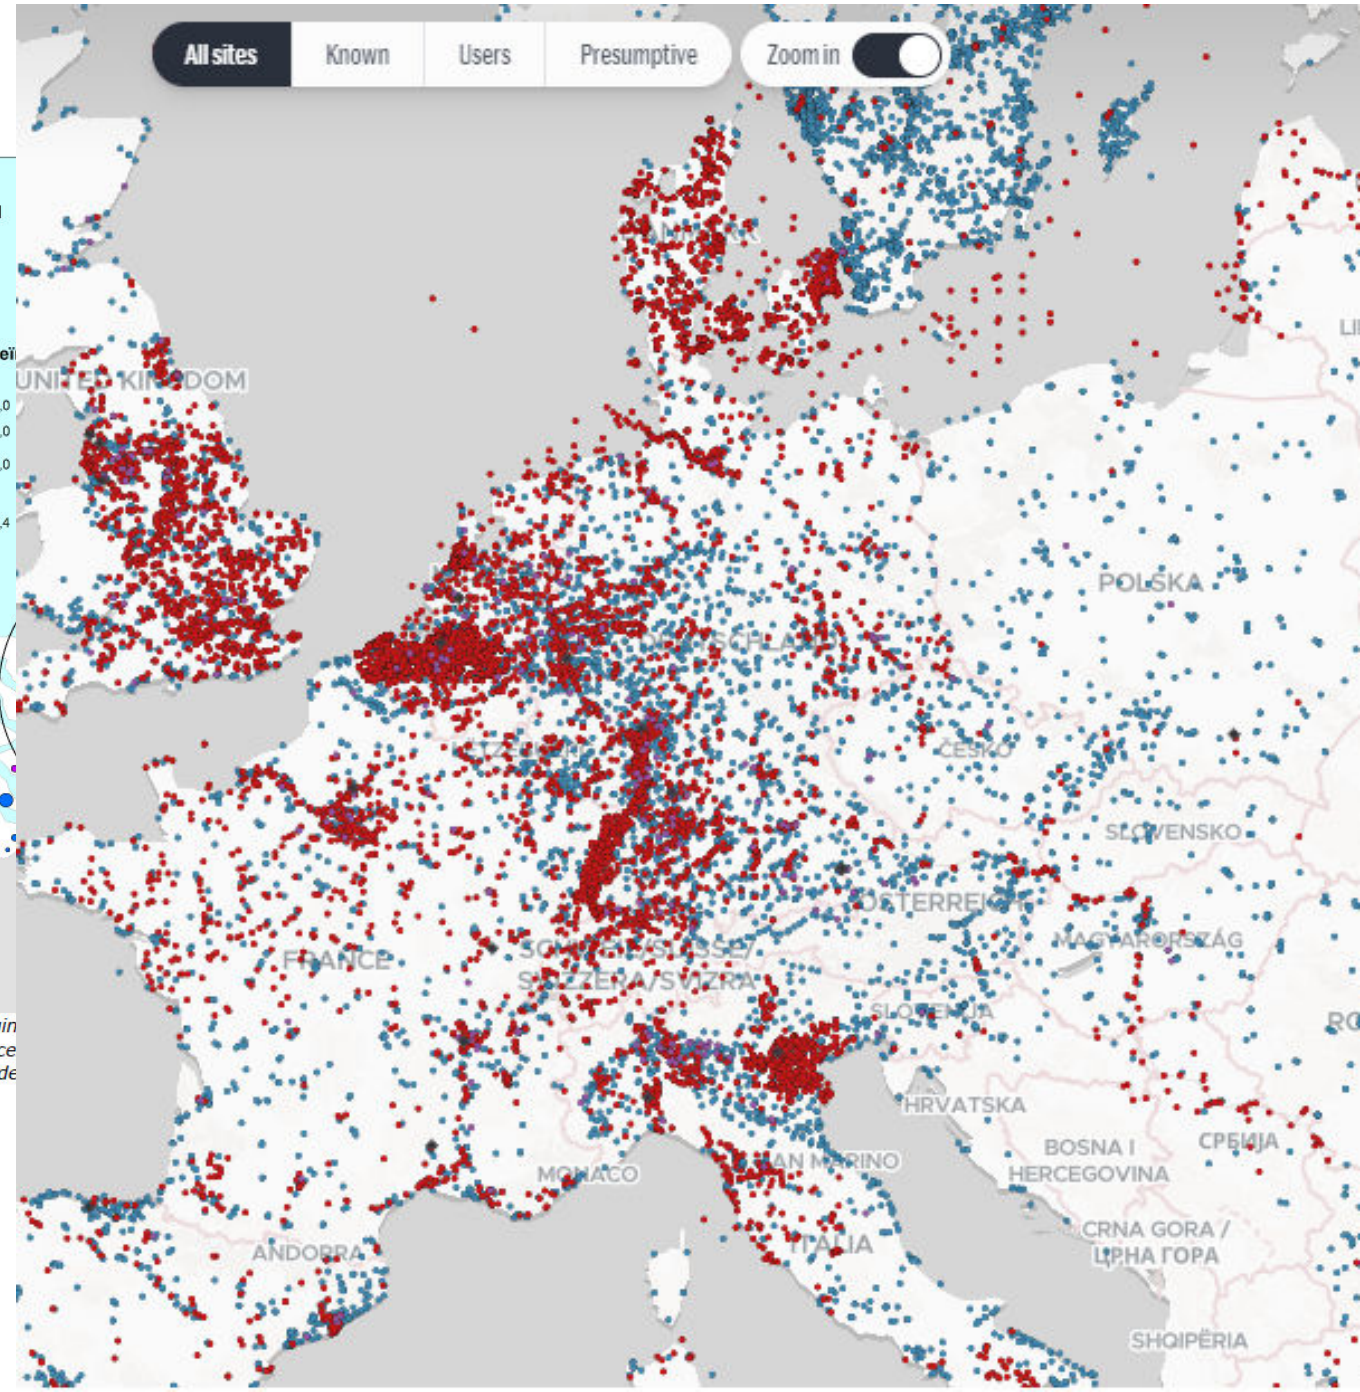 All sites
Known
Users
Presumptive
Zoom in
UNITED KINGDOM
POLSKA
ČESKO
SLOVENSKO
ÖSTERREICH
MAGYARORSZÁG
FRANCE
SCHWEIZ/SUISSE/
SVIZZERA/SVIZRA
SLOVENIJA
HRVATSKA
BOSNA I
HERCEGOVINA
СРБИЈА
MONACO
SAN MARINO
CRNA GORA /
ЦРНА ГОРА
ANDORRA
ITALIA
SHQIPËRIA